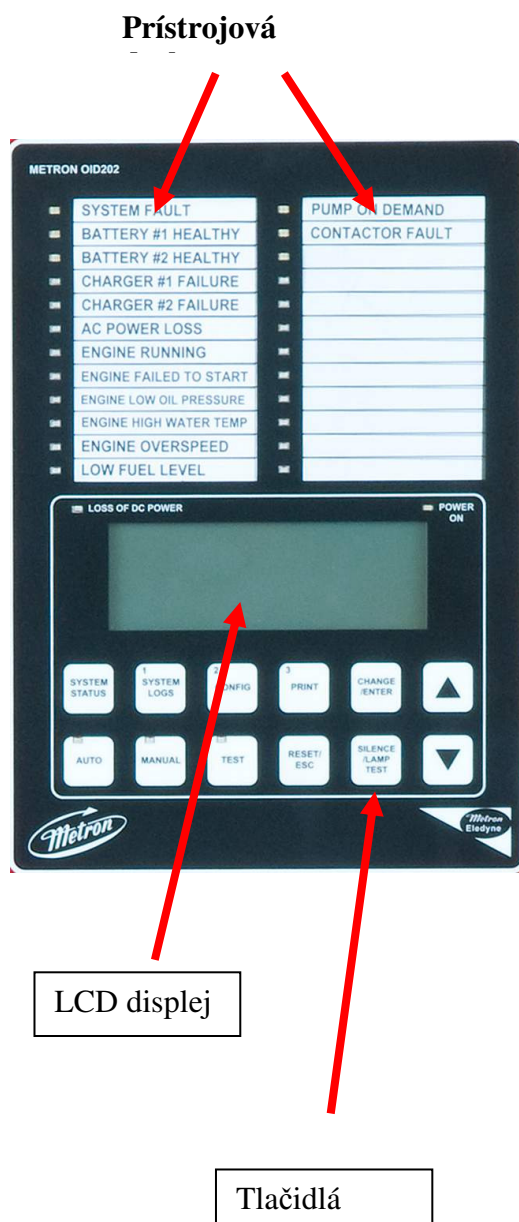 Prístrojová
METRON OID202
SYSTEM FAULT
BATTERY #1 HEALTHY
BATTERY #2 HEALTHY
CHARGER #1 FAILURE
CHARGER #2 FAILURE
AC POWER LOSS
ENGINE RUNNING
ENGINE FAILED TO START
ENGINE LOW OIL PRESSURE
ENGINE HIGH WATER TEMP
ENGINE OVERSPEED
LOW FUEL LEVEL
PUMP ON DEMAND
CONTACTOR FAULT
LOSS OF DC POWER
POWER
ON
SYSTEM
STATUS
1
SYSTEM
LOGS
2
CONFIG
3
PRINT
CHANGE
/ENTER
AUTO
MANUAL
TEST
RESET/
ESC
SILENCE
/LAMP
TEST
Metron
Metron
Eledyne
LCD displej
Tlačidlá